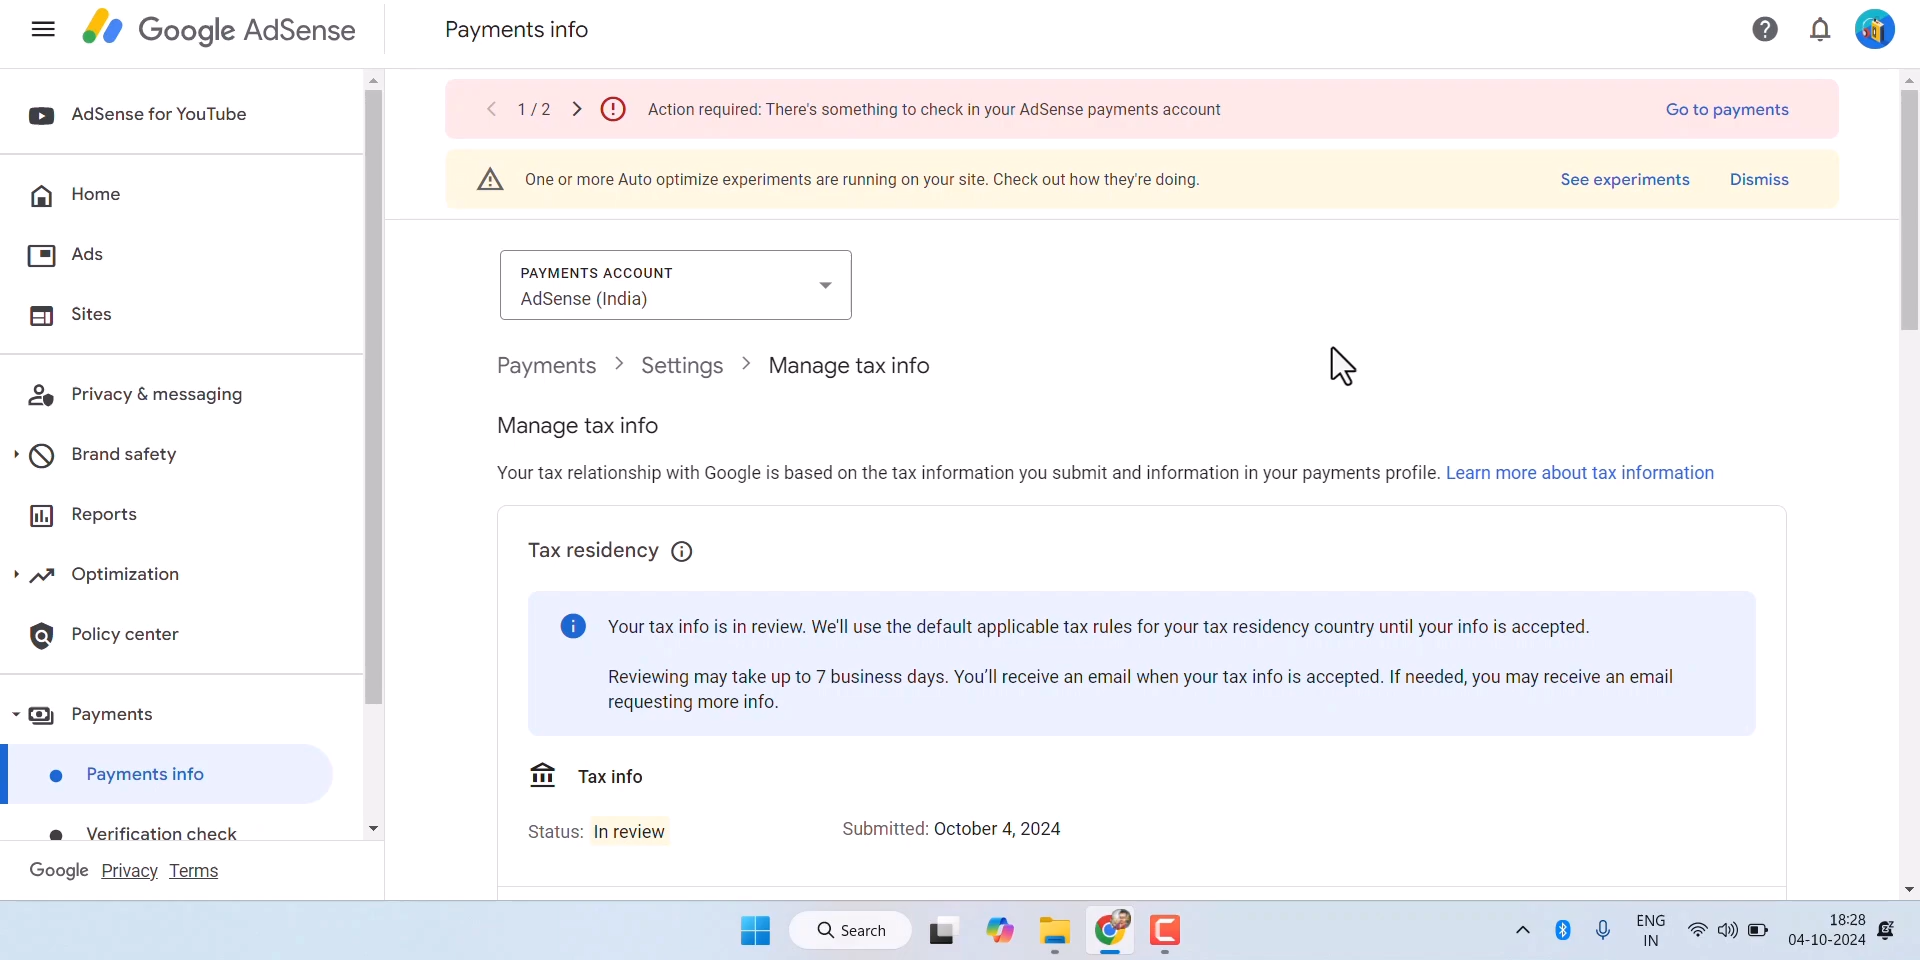 Google AdSense
Payments info
AdSense for YouTube
Home
Ads
Sites
Privacy & messaging
Brand safety
Reports
Optimization
Policy center
Payments
Payments info
Verification check
Google Privacy Terms
1 / 2 Action required: There's something to check in your AdSense payments account Go to payments
One or more Auto optimize experiments are running on your site. Check out how they're doing. See experiments Dismiss
PAYMENTS ACCOUNT
AdSense (India)
Payments > Settings > Manage tax info
Manage tax info
Your tax relationship with Google is based on the tax information you submit and information in your payments profile. Learn more about tax information
Tax residency
Your tax info is in review. We'll use the default applicable tax rules for your tax residency country until your info is accepted.
Reviewing may take up to 7 business days. You'll receive an email when your tax info is accepted. If needed, you may receive an email
requesting more info.
Tax info
Status: In review Submitted: October 4, 2024
Search
ENG
IN
18:28
04-10-2024